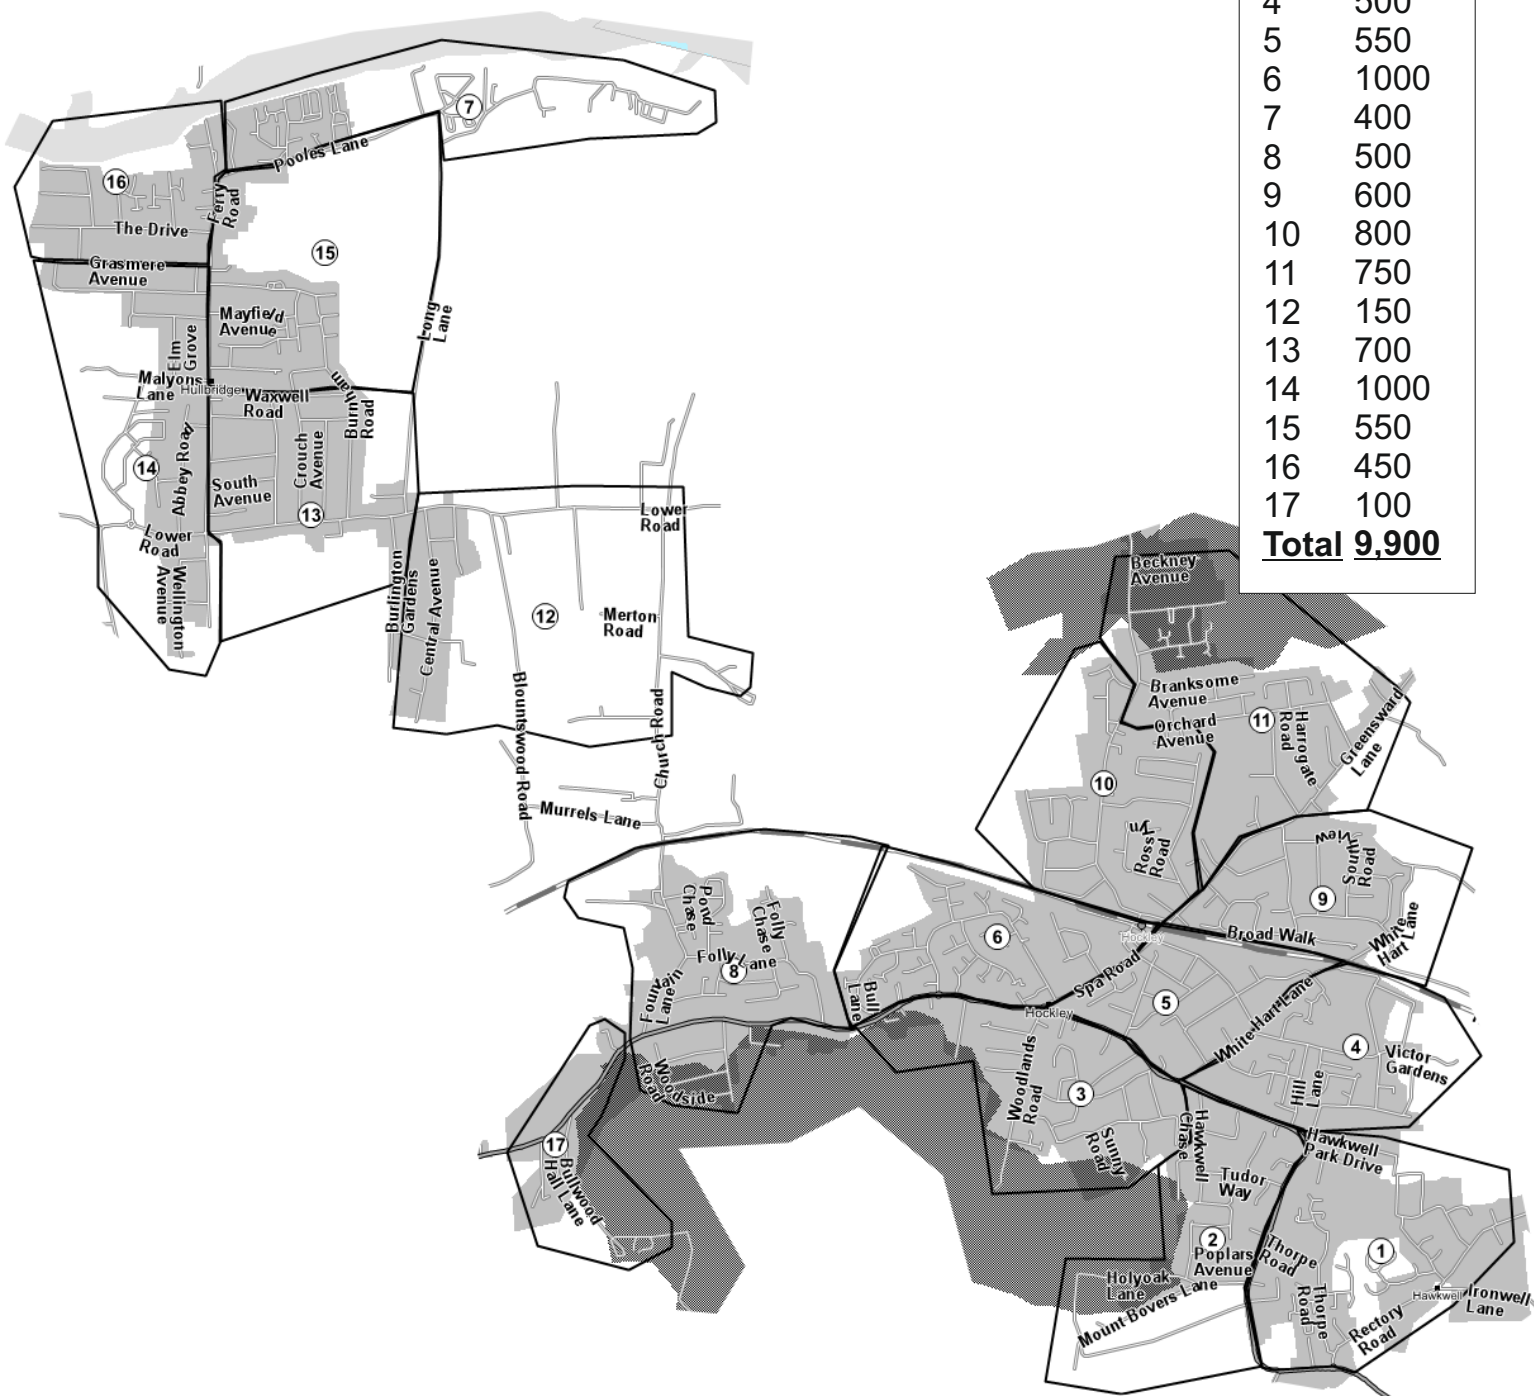 4 500
5 550
6 1000
7 400
8 500
9 600
10 800
11 750
12 150
13 700
14 1000
15 550
16 450
17 100
Total 9,900
7
Pooles Lane
16
Ferry
Road
The Drive
15
Grasmere
Avenue
Mayfield
Avenue
Long
Lane
Elm
Grove
Malyons
Lane
Hullbridge
Waxwell
Road
Burnham
Road
Abbey Road
Crouch
Avenue
14
South
Avenue
13
Lower
Road
Lower
Road
Wellington
Avenue
Burlington
Gardens
Central Avenue
12
Merton
Road
Blountswood Road
Church Road
Murrels Lane
Beckney
Avenue
Branksome
Avenue
Orchard
Avenue
11
Harrogate
Road
Greensward
Lane
10
Rosslyn
Road
Southview
Road
9
White
Hart Lane
Broad Walk
Hockley
6
Spa Road
5
Pond
Chase
Folly
Chase
Folly Lane
8
Fountain
Lane
Bull
Lane
Hockley
White Hart Lane
4
Victor
Gardens
Hill
Lane
Woodlands
Road
3
Woodside
Road
Sunny
Road
Hawkwell
Chase
Hawkwell
Park Drive
Tudor
Way
17
Bullwood
Hall Lane
2
Poplars
Avenue
Thorpe
Road
1
Holyoak
Lane
Mount Bovers Lane
Thorpe
Road
Rectory
Road
Hawkwell
Ironwell
Lane